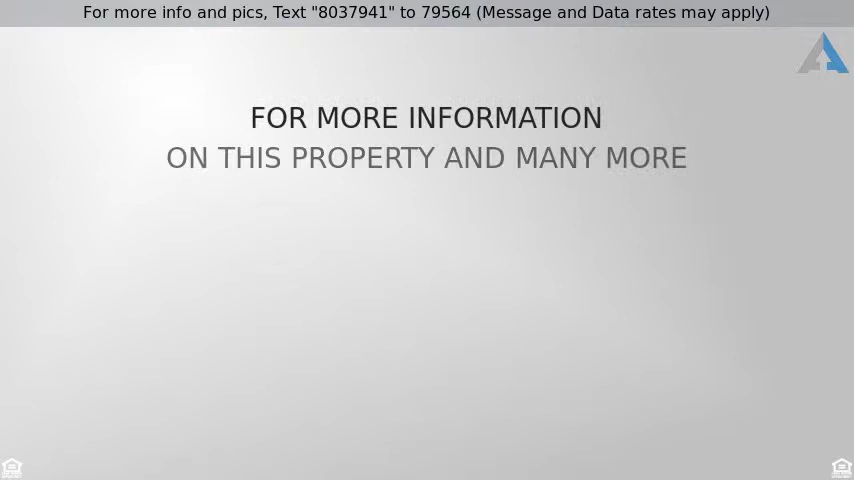 For more info and pics, Text "8037941" to 79564 (Message and Data rates may apply)
FOR MORE INFORMATION
ON THIS PROPERTY AND MANY MORE